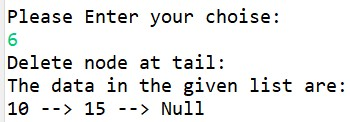 Please Enter your choise:
6
Delete node at tail:
The data in the given list are:
10 --> 15 --> Null